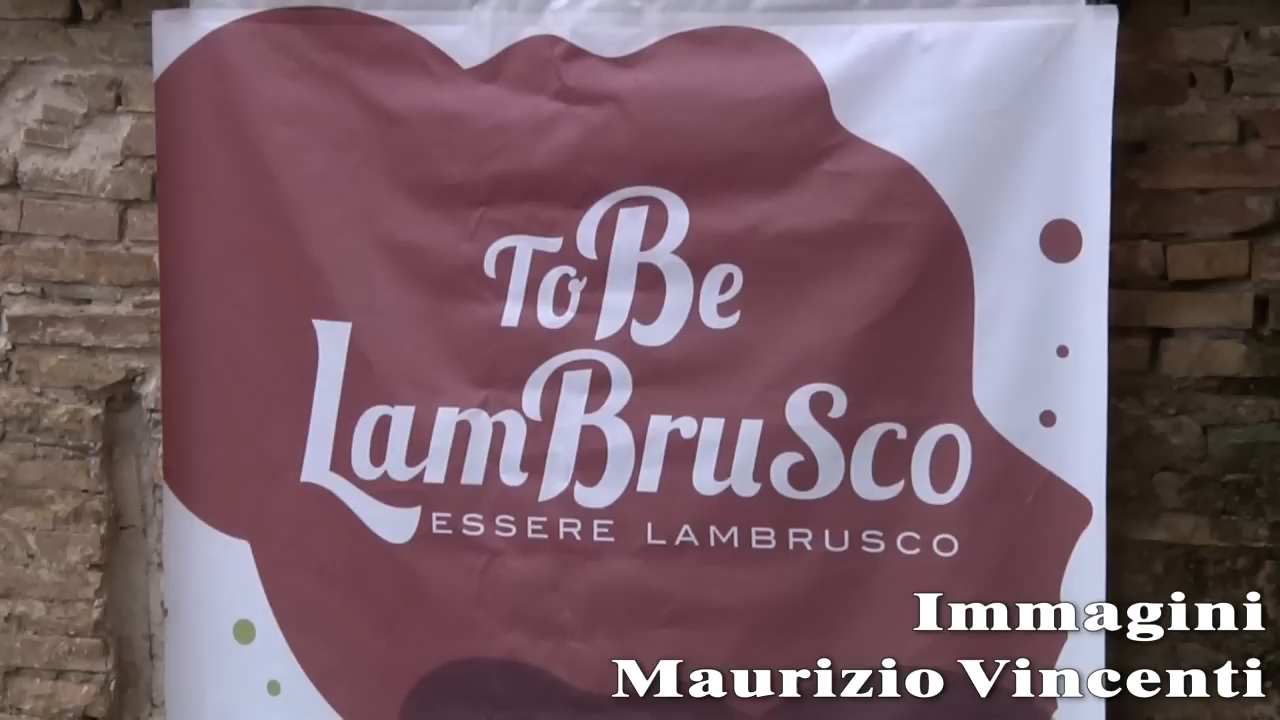 To Be
LamBruSco
ESSERE LAMBRUSCO
Immagini
Maurizio Vincenti